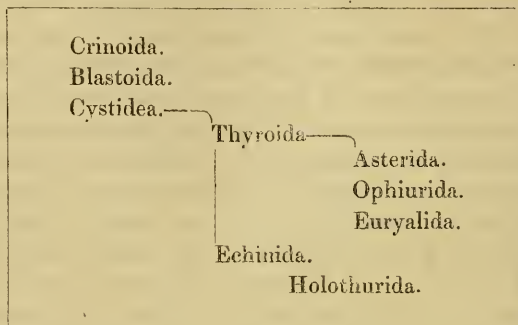 Crinoida.
Blastoida.
Cystidea.
Thyroida
Asterida.
Ophiurida.
Euryalida.
Echinida.
Holothurida.